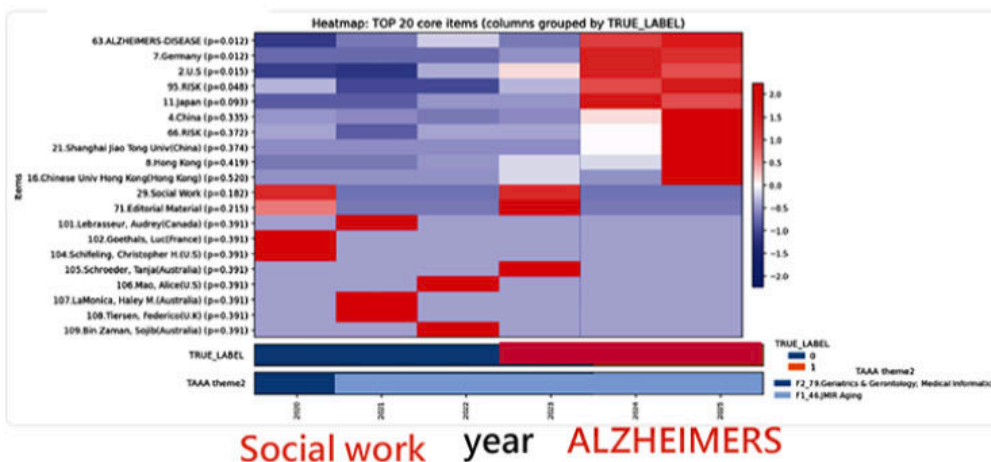 Heatmap: TOP 20 core items (columns grouped by TRUE_LABEL)
63.ALZHEIMERS-DISEASE (p=0.012)
7.Germany (p=0.012)
2.U.S (p=0.015)
95.RISK (p=0.048)
11.Japan (p=0.093)
4.China (p=0.335)
66.RISK (p=0.372)
21.Shanghai Jiao Tong Univ(China) (p=0.374)
8.Hong Kong (p=0.419)
16.Chinese Univ Hong Kong(Hong Kong) (p=0.520)
29.Social Work (p=0.182)
71.Editorial Material (p=0.215)
101.Lebrasseur, Audrey(Canada) (p=0.391)
102.Goethals, Luc(France) (p=0.391)
104.Schifeling, Christopher H.(U.S) (p=0.391)
105.Schroeder, Tanja(Australia) (p=0.391)
106.Mao, Alice(U.S) (p=0.391)
107.LaMonica, Haley M.(Australia) (p=0.391)
108.Tiersen, Federico(U.K) (p=0.391)
109.Bin Zaman, Sojib(Australia) (p=0.391)
Items
2.0
1.5
1.0
0.5
0.0
−0.5
−1.0
−1.5
−2.0
TRUE_LABEL
TAAA theme2
TRUE_LABEL
0
1
TAAA theme2
F2_79.Geriatrics & Gerontology; Medical Informatic
F1_46.JMIR Aging
2020
2021
2022
2023
2024
2025
Social work year ALZHEIMERS